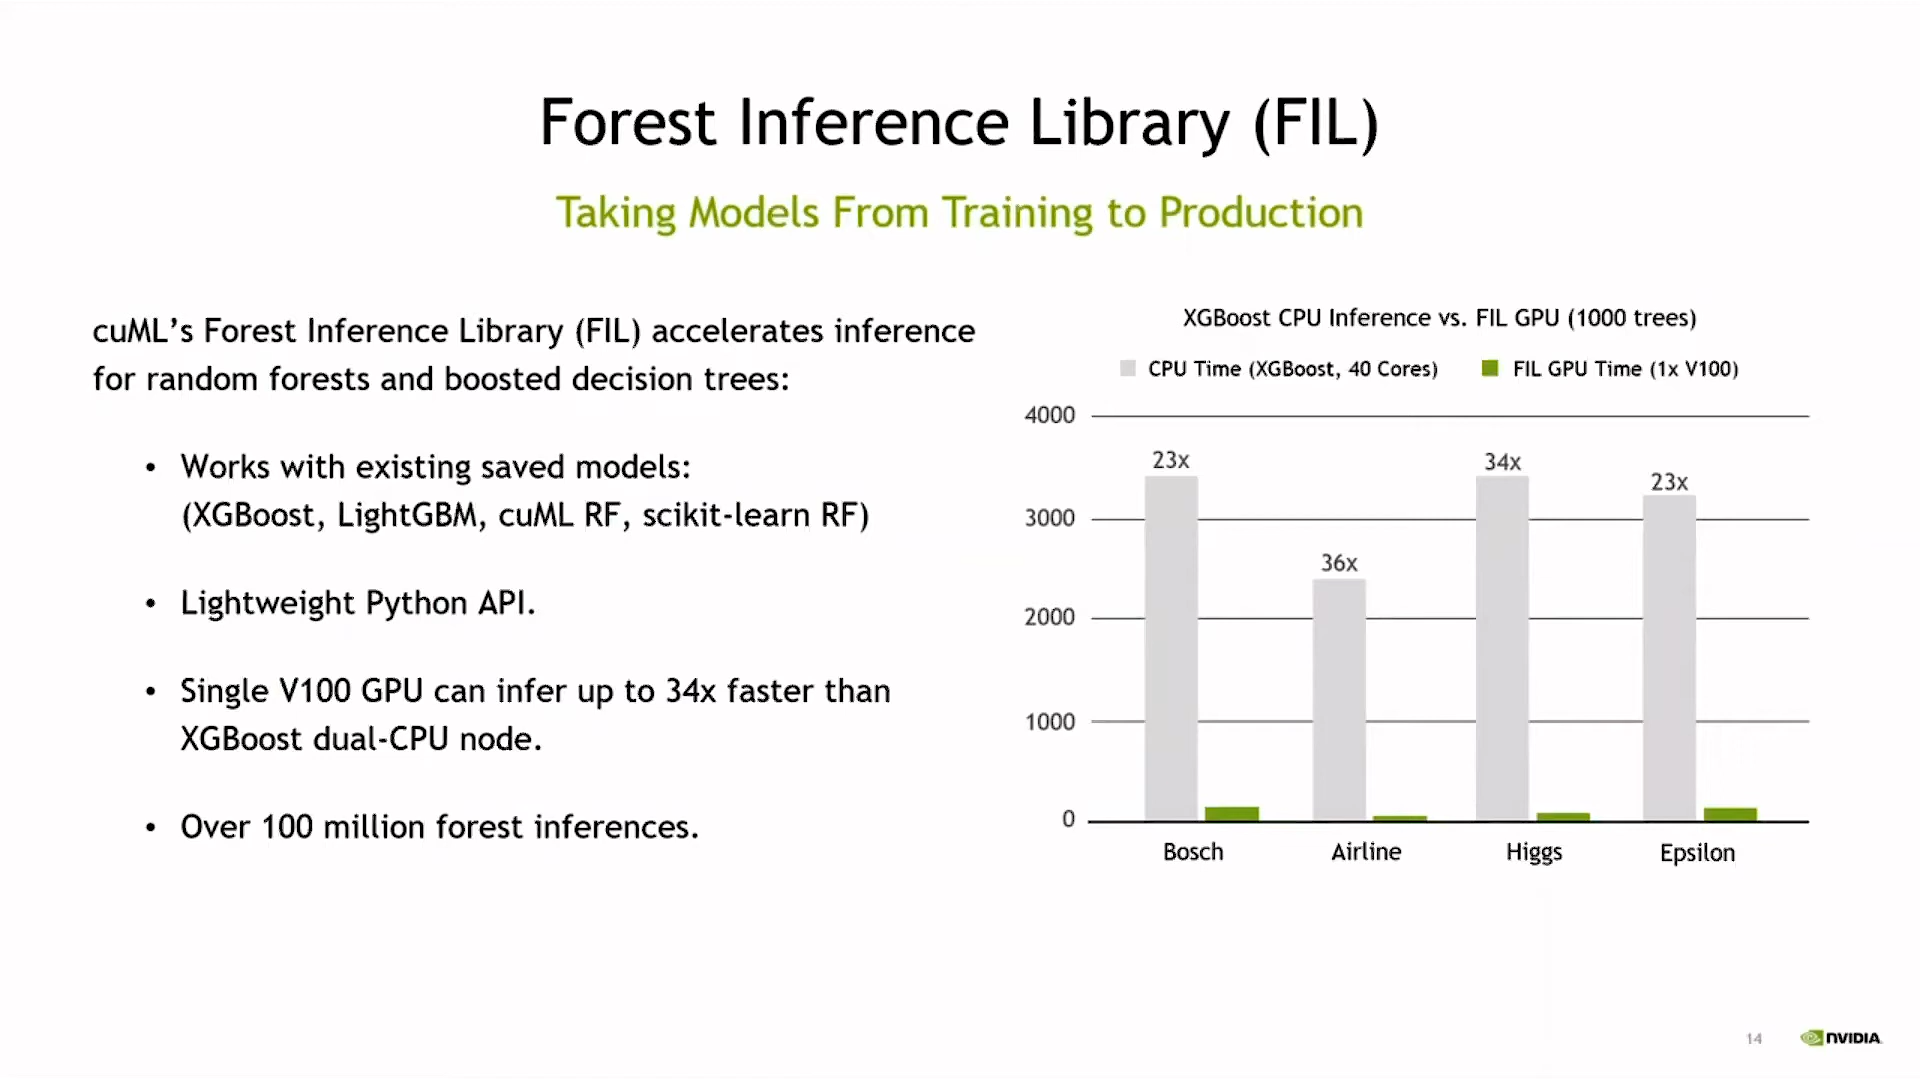 Forest Inference Library (FIL)
Taking Models From Training to Production
cuML's Forest Inference Library (FIL) accelerates inference
for random forests and boosted decision trees:
• Works with existing saved models:
(XGBoost, LightGBM, cuML RF, scikit-learn RF)
• Lightweight Python API.
• Single V100 GPU can infer up to 34x faster than
XGBoost dual-CPU node.
• Over 100 million forest inferences.
XGBoost CPU Inference vs. FIL GPU (1000 trees)
CPU Time (XGBoost, 40 Cores) FIL GPU Time (1x V100)
4000
23x 34x
23x
3000
36x
2000
1000
0
Bosch Airline Higgs Epsilon
14 NVIDIA